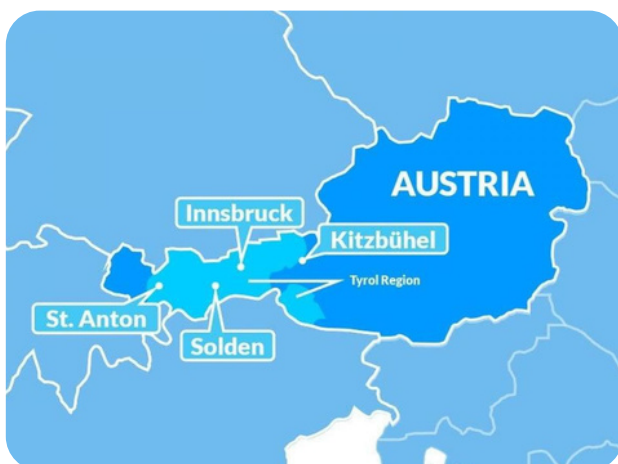 AUSTRIA
Innsbruck
Kitzbühel
Tyrol Region
St. Anton
Solden